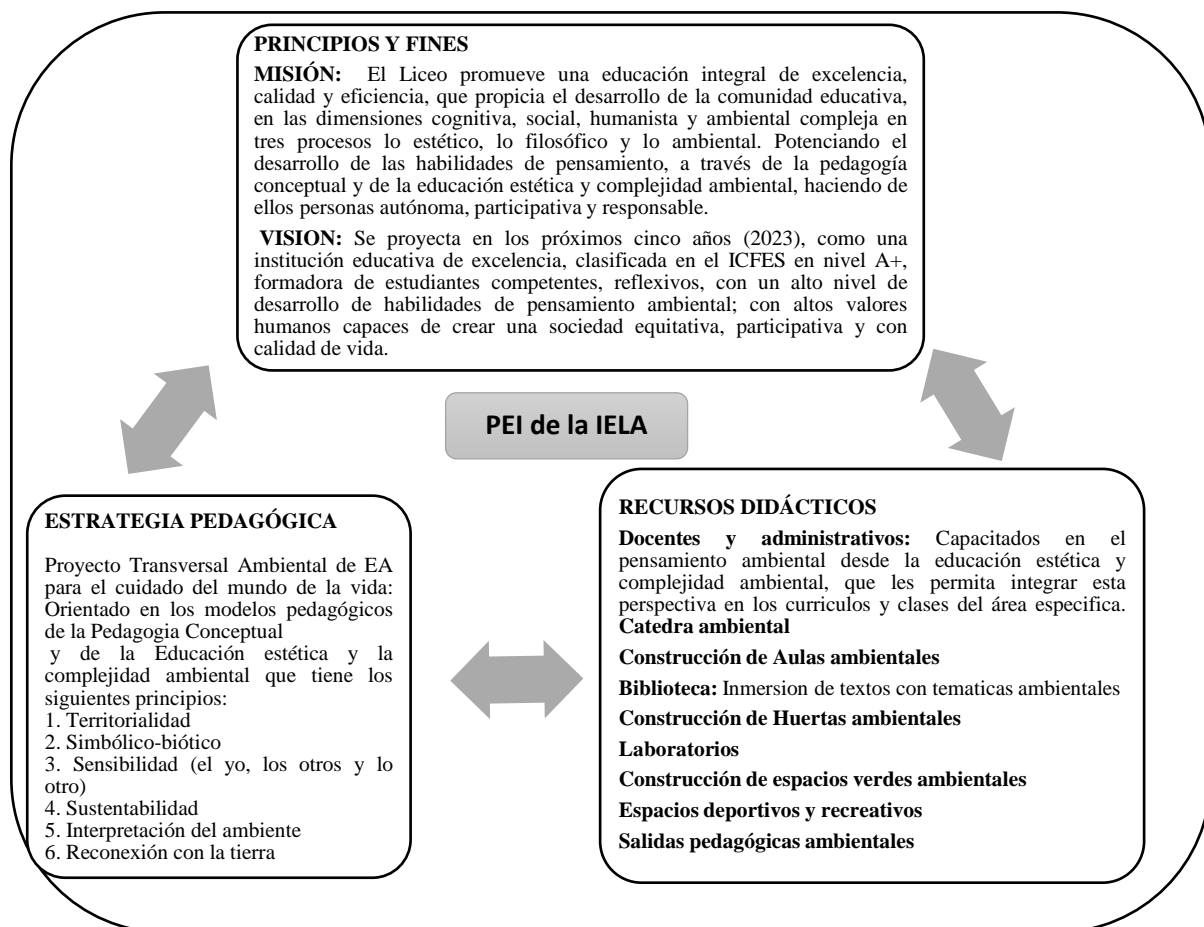 PRINCIPIOS Y FINES
MISIÓN: El Liceo promueve una educación integral de excelencia,
calidad y eficiencia, que propicia el desarrollo de la comunidad educativa,
en las dimensiones cognitiva, social, humanista y ambiental compleja en
tres procesos lo estético, lo filosófico y lo ambiental. Potenciando el
desarrollo de las habilidades de pensamiento, a través de la pedagogía
conceptual y de la educación estética y complejidad ambiental, haciendo de
ellos personas autónoma, participativa y responsable.
VISION: Se proyecta en los próximos cinco años (2023), como una
institución educativa de excelencia, clasificada en el ICFES en nivel A+,
formadora de estudiantes competentes, reflexivos, con un alto nivel de
desarrollo de habilidades de pensamiento ambiental; con altos valores
humanos capaces de crear una sociedad equitativa, participativa y con
calidad de vida.
PEI de la IELA
ESTRATEGIA PEDAGÓGICA
Proyecto Transversal Ambiental de EA
para el cuidado del mundo de la vida:
Orientado en los modelos pedagógicos
de la Pedagogia Conceptual
y de la Educación estética y la
complejidad ambiental que tiene los
siguientes principios:
1. Territorialidad
2. Simbólico-biótico
3. Sensibilidad (el yo, los otros y lo
otro)
4. Sustentabilidad
5. Interpretación del ambiente
6. Reconexión con la tierra
RECURSOS DIDÁCTICOS
Docentes y administrativos: Capacitados en el
pensamiento ambiental desde la educación estética y
complejidad ambiental, que les permita integrar esta
perspectiva en los curriculos y clases del área especifica.
Catedra ambiental
Construcción de Aulas ambientales
Biblioteca: Inmersion de textos con tematicas ambientales
Construcción de Huertas ambientales
Laboratorios
Construcción de espacios verdes ambientales
Espacios deportivos y recreativos
Salidas pedagógicas ambientales